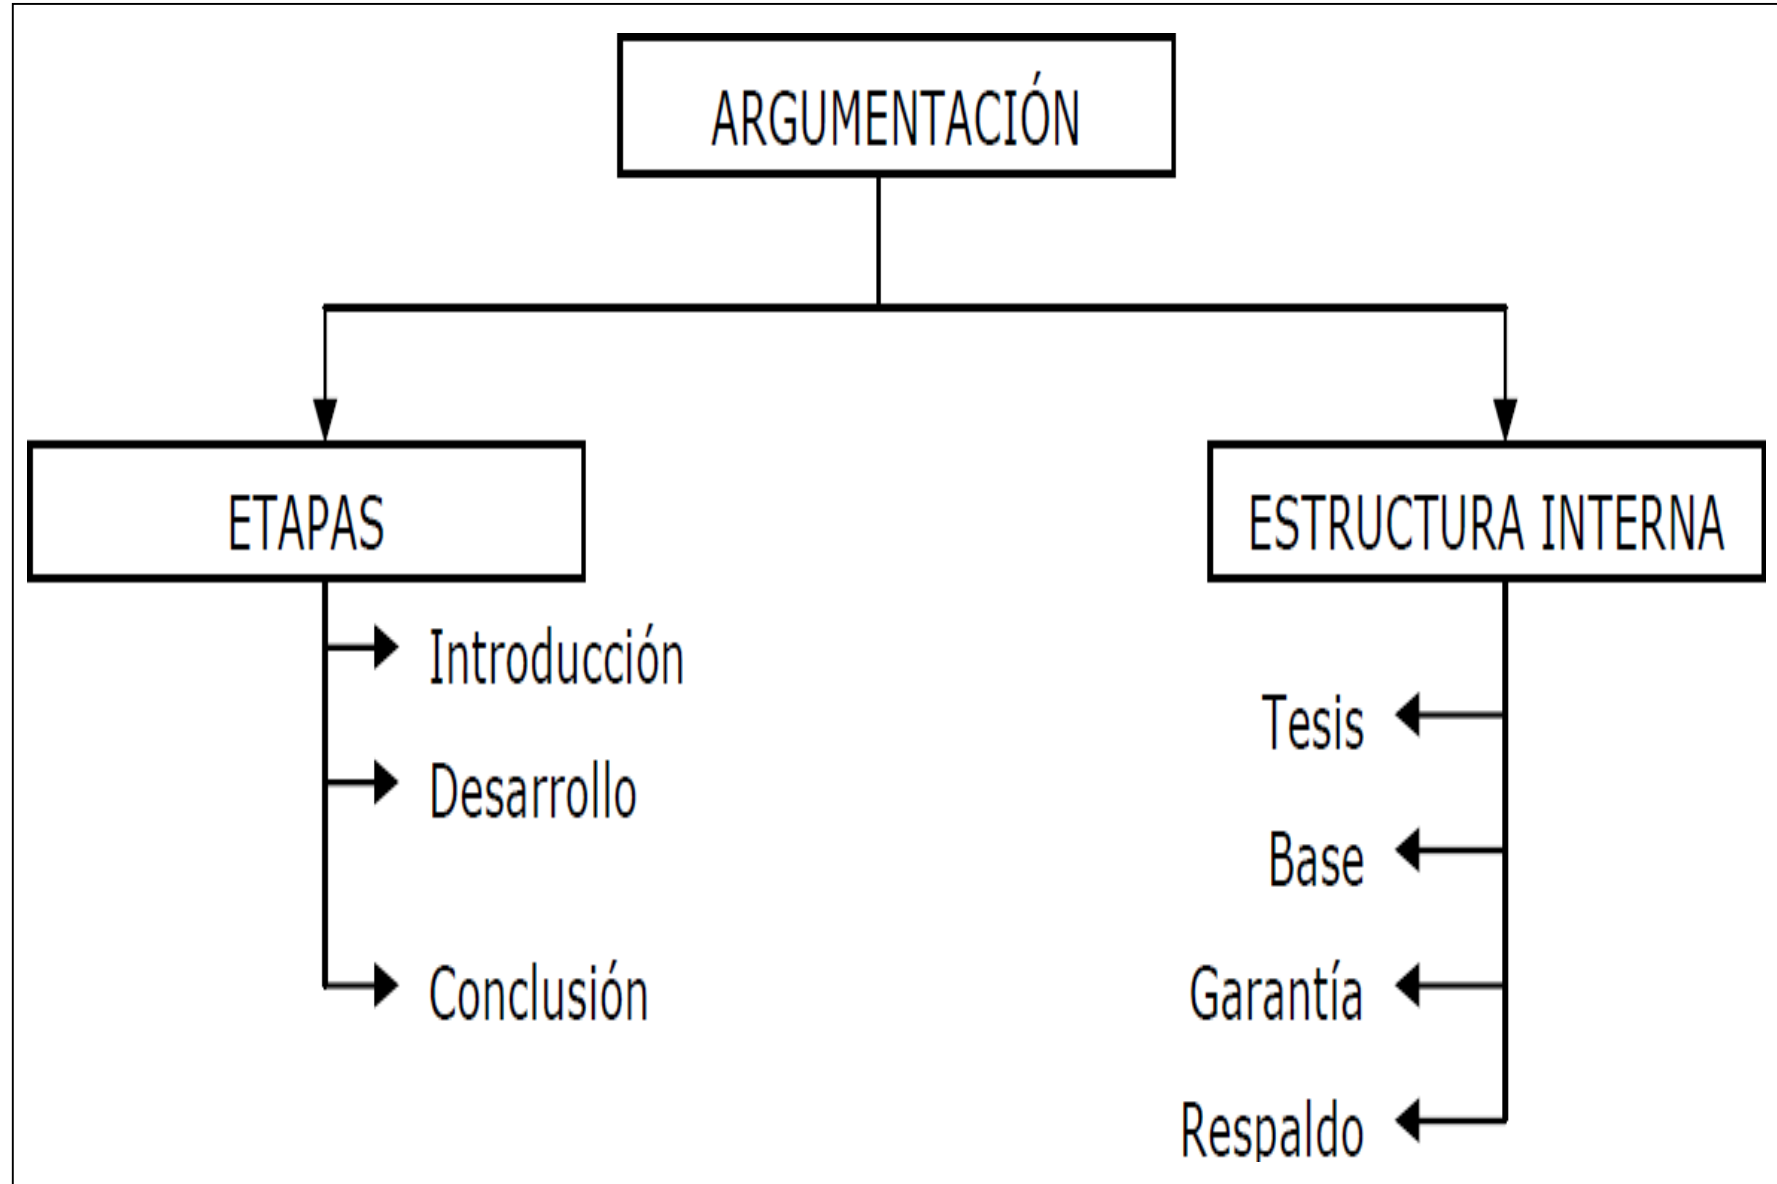 ARGUMENTACIÓN
ETAPAS
Introducción
Desarrollo
Conclusión
ESTRUCTURA INTERNA
Tesis
Base
Garantía
Respaldo